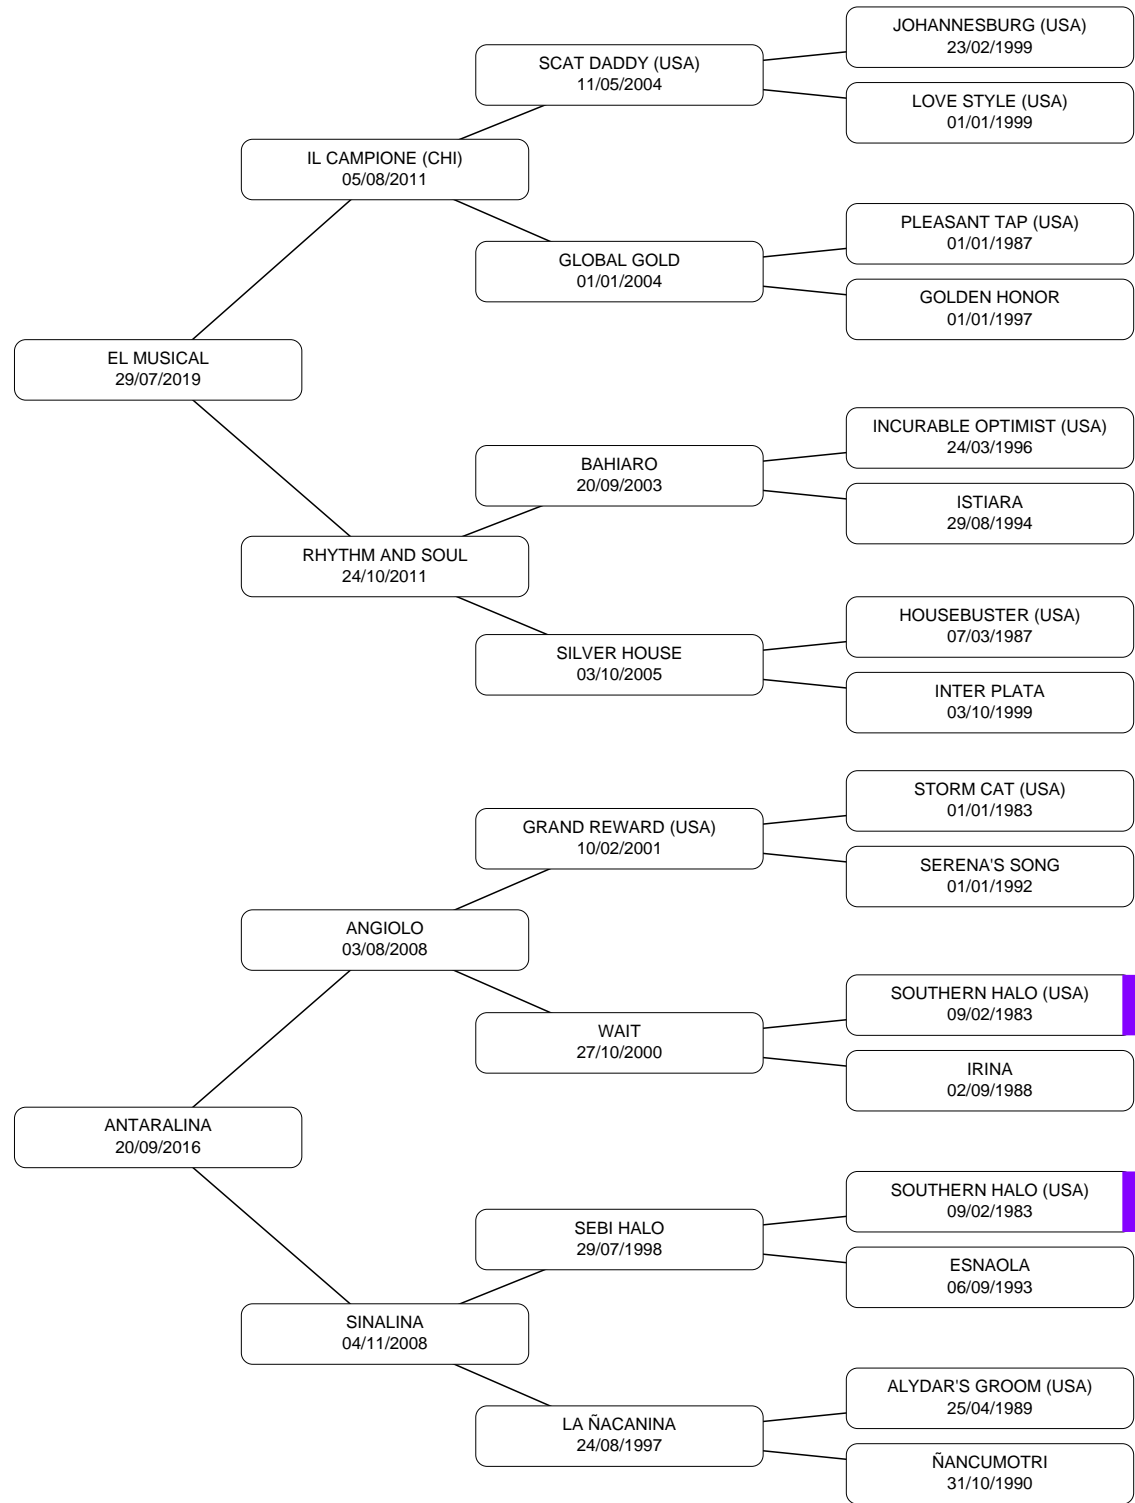 JOHANNESBURG (USA)
23/02/1999
SCAT DADDY (USA)
11/05/2004
LOVE STYLE (USA)
01/01/1999
IL CAMPIONE (CHI)
05/08/2011
PLEASANT TAP (USA)
01/01/1987
GLOBAL GOLD
01/01/2004
GOLDEN HONOR
01/01/1997
EL MUSICAL
29/07/2019
INCURABLE OPTIMIST (USA)
24/03/1996
BAHIARO
20/09/2003
ISTIARA
29/08/1994
RHYTHM AND SOUL
24/10/2011
HOUSEBUSTER (USA)
07/03/1987
SILVER HOUSE
03/10/2005
INTER PLATA
03/10/1999
STORM CAT (USA)
01/01/1983
GRAND REWARD (USA)
10/02/2001
SERENA'S SONG
01/01/1992
ANGIOLO
03/08/2008
SOUTHERN HALO (USA)
09/02/1983
WAIT
27/10/2000
IRINA
02/09/1988
ANTARALINA
20/09/2016
SOUTHERN HALO (USA)
09/02/1983
SEBI HALO
29/07/1998
ESNAOLA
06/09/1993
SINALINA
04/11/2008
ALYDAR'S GROOM (USA)
25/04/1989
LA ÑACANINA
24/08/1997
ÑANCUMOTRI
31/10/1990